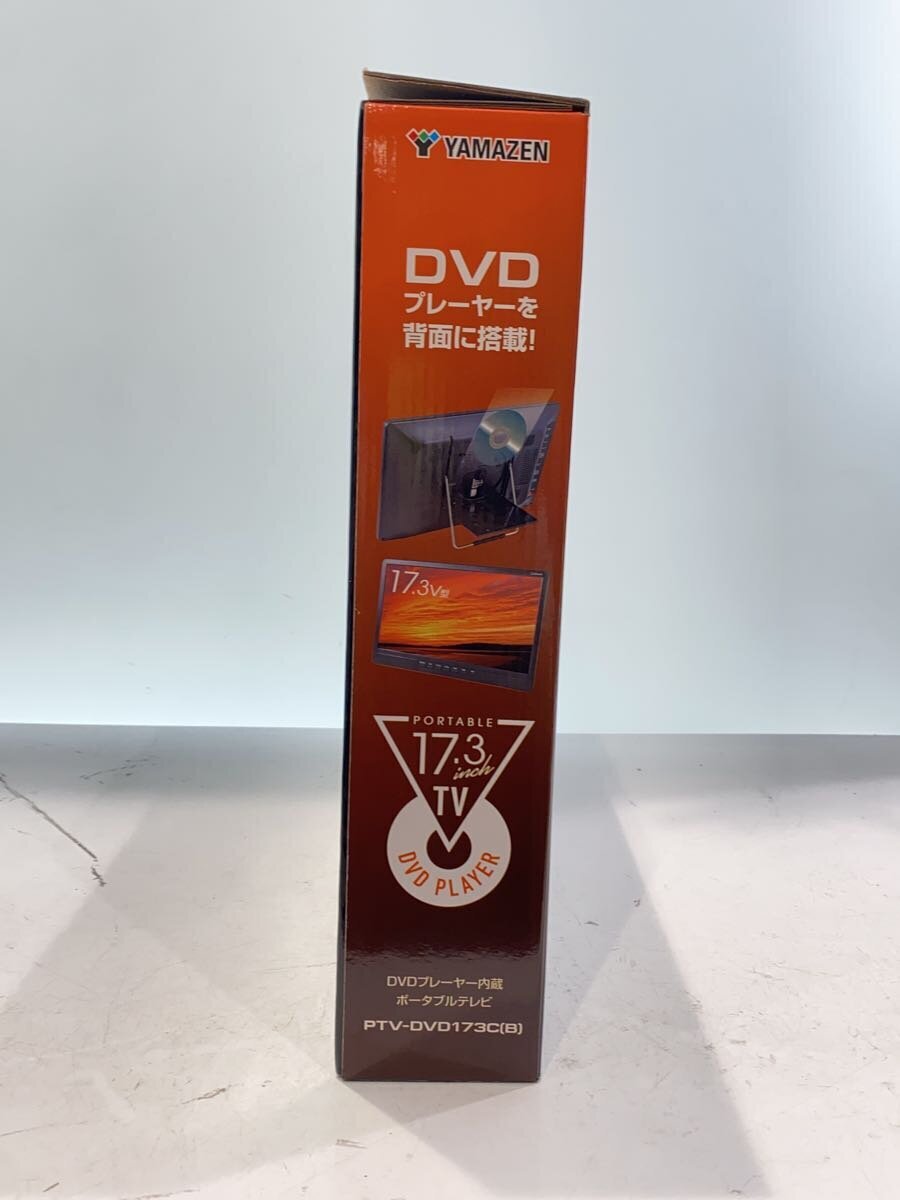 YAMAZEN
DVD
プレーヤーを
背面に搭載!
17.3V型
PORTABLE
17.3
inch
TV
DVD PLAYER
DVDプレーヤー内蔵
ポータブルテレビ
PTV-DVD173C(B)